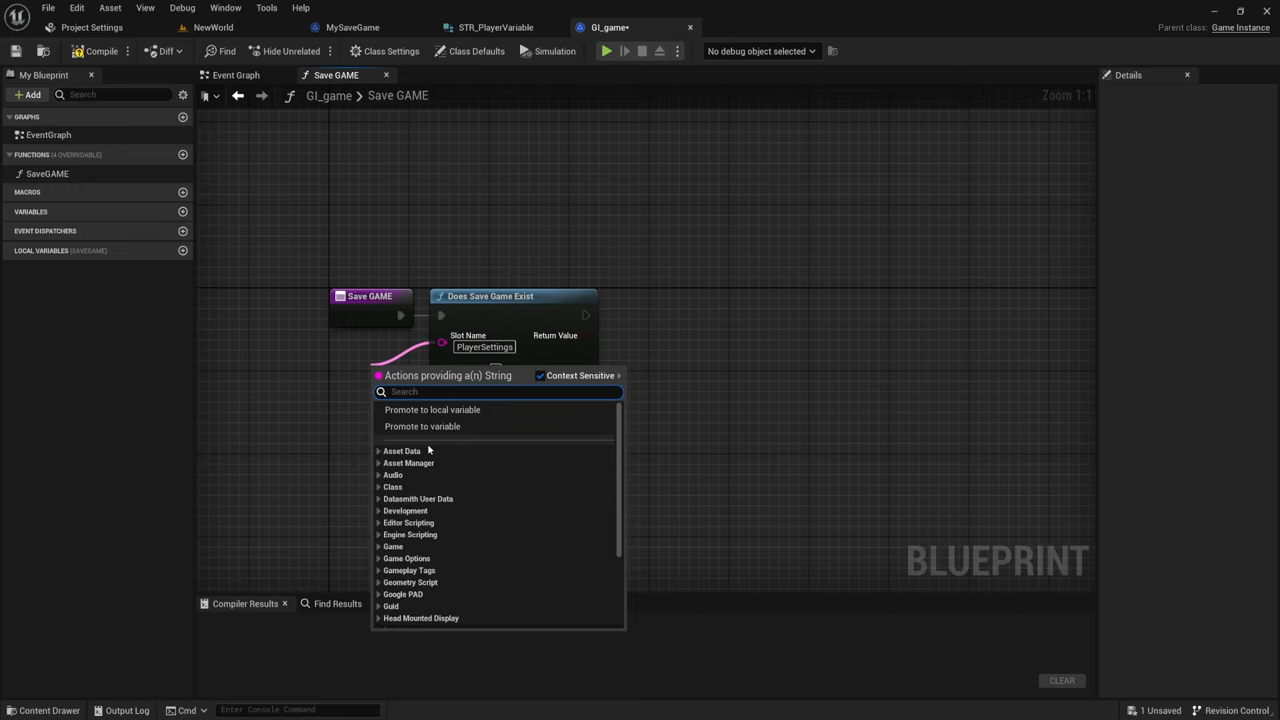 File Edit Asset View Debug Window Tools Help
Project Settings NewWorld MySaveGame STR_PlayerVariable GI_game•
Parent class: Game Instance
Compile Diff Find Hide Unrelated Class Settings Class Defaults Simulation No debug object selected
My Blueprint Event Graph Save GAME Details
Add Search GI_game > Save GAME Zoom 1:1
GRAPHS
EventGraph
FUNCTIONS (4 OVERRIDABLE)
SaveGAME
MACROS
VARIABLES
EVENT DISPATCHERS
LOCAL VARIABLES (SAVEGAME)
Save GAME Does Save Game Exist
Slot Name Return Value
PlayerSettings
Actions providing a(n) String Context Sensitive
Search
Promote to local variable
Promote to variable
Asset Data
Asset Manager
Audio
Class
Datasmith User Data
Development
Editor Scripting
Engine Scripting
Game
Game Options
Gameplay Tags
Geometry Script
Google PAD
Guid
Head Mounted Display
BLUEPRINT
Compiler Results Find Results
CLEAR
Content Drawer Output Log Cmd Enter Console Command 1 Unsaved Revision Control